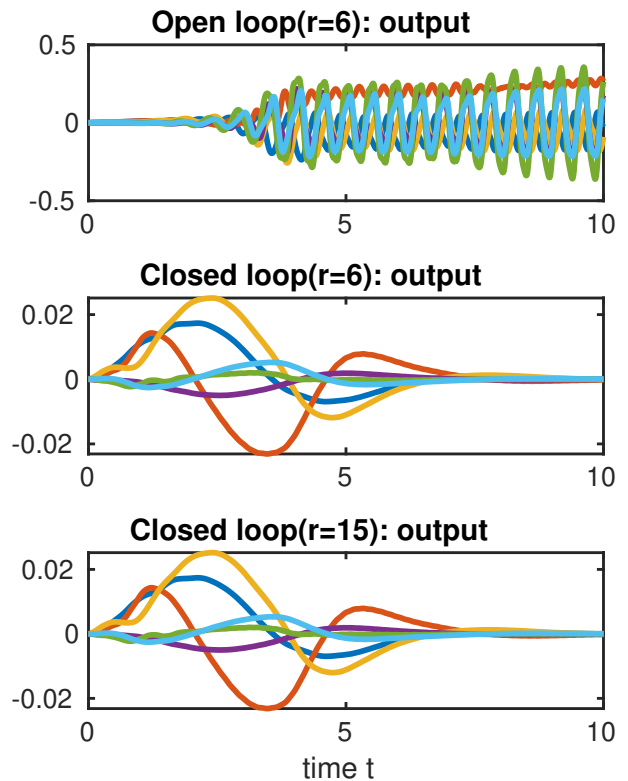 Open loop(r=6): output
0.5
0
-0.5
0 5 10
Closed loop(r=6): output
0.02
0
-0.02
0 5 10
Closed loop(r=15): output
0.02
0
-0.02
0 5 10
time t